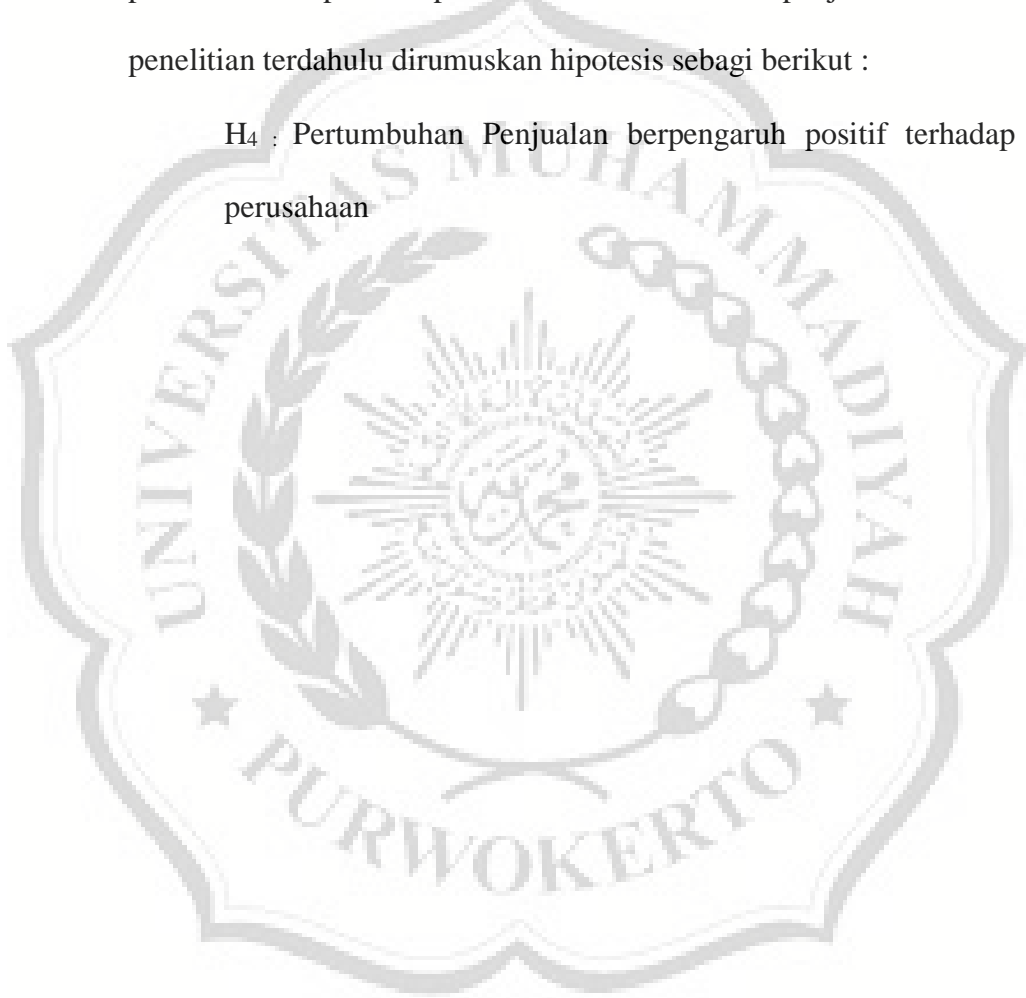 penelitian terdahulu dirumuskan hipotesis sebagi berikut :
H4 : Pertumbuhan Penjualan berpengaruh positif terhadap
perusahaan
UNIVERSITAS MUHAMMADIYAH
PURWOKERTO